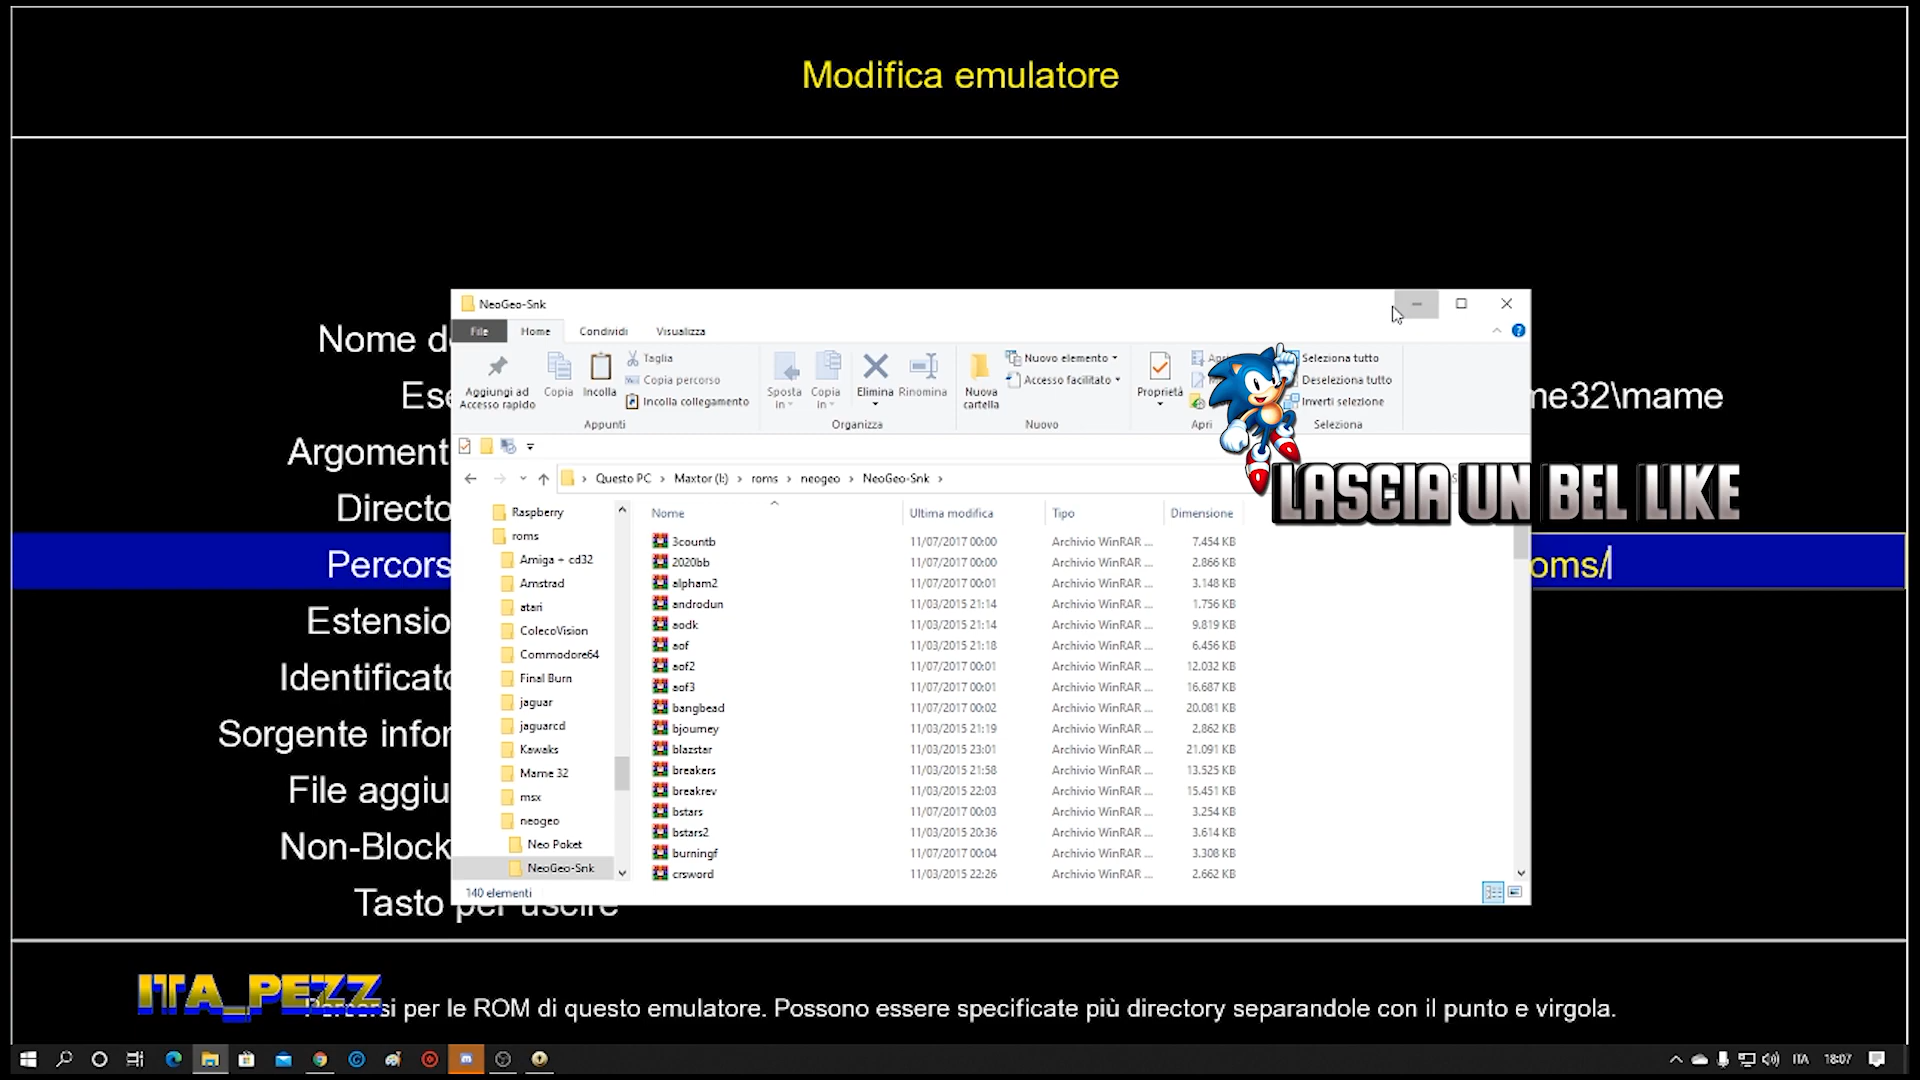 Modifica emulatore
NeoGeo-Snk
File Home Condividi Visualizza
Aggiungi ad Accesso rapido
Copia
Incolla
Taglia
Copia percorso
Incolla collegamento
Appunti
Sposta in
Copia in
Elimina
Rinomina
Organizza
Nuova cartella
Nuovo elemento
Accesso facilitato
Nuovo
Proprietà
Apri
Seleziona tutto
Deseleziona tutto
Inverti selezione
Seleziona
LASCIA UN BEL LIKE
Questo PC > Maxtor (I:) > roms > neogeo > NeoGeo-Snk >
Raspberry
roms
Amiga + cd32
Amstrad
atari
ColecoVision
Commodore64
Final Burn
jaguar
jaguarcd
Kawaks
Mame 32
msx
neogeo
Neo Poket
NeoGeo-Snk
Nome Ultima modifica Tipo Dimensione
3countb 11/07/2017 00:00 Archivio WinRAR ... 7.454 KB
2020bb 11/07/2017 00:00 Archivio WinRAR ... 2.866 KB
alpham2 11/07/2017 00:01 Archivio WinRAR ... 3.148 KB
androdun 11/03/2015 21:14 Archivio WinRAR ... 1.756 KB
aodk 11/03/2015 21:14 Archivio WinRAR ... 9.819 KB
aof 11/03/2015 21:18 Archivio WinRAR ... 6.456 KB
aof2 11/07/2017 00:01 Archivio WinRAR ... 12.032 KB
aof3 11/07/2017 00:01 Archivio WinRAR ... 16.687 KB
bangbead 11/07/2017 00:02 Archivio WinRAR ... 20.081 KB
bjourney 11/03/2015 21:19 Archivio WinRAR ... 2.862 KB
blazstar 11/03/2015 23:01 Archivio WinRAR ... 21.091 KB
breakers 11/03/2015 21:58 Archivio WinRAR ... 13.525 KB
breakrev 11/03/2015 22:03 Archivio WinRAR ... 15.451 KB
bstars 11/07/2017 00:03 Archivio WinRAR ... 3.254 KB
bstars2 11/03/2015 20:36 Archivio WinRAR ... 3.614 KB
burningf 11/07/2017 00:04 Archivio WinRAR ... 3.308 KB
crsword 11/03/2015 22:26 Archivio WinRAR ... 2.662 KB
140 elementi
Nome de
Ese me32\mame
Argoment
Directo
Percors oms/
Estensio
Identificato
Sorgente infor
File aggiu
Non-Block
Tasto per uscire
ITA_PEZZ
Percorsi per le ROM di questo emulatore. Possono essere specificate più directory separandole con il punto e virgola.
ITA 18:07